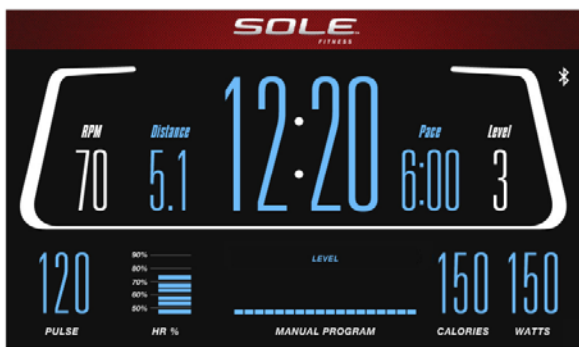 SOLE
FITNESS
12:20
RPM Distance Pace Level
70 5.1 6:00 3
120 90% LEVEL 150 150
80%
70%
60%
50%
PULSE HR % MANUAL PROGRAM CALORIES WATTS